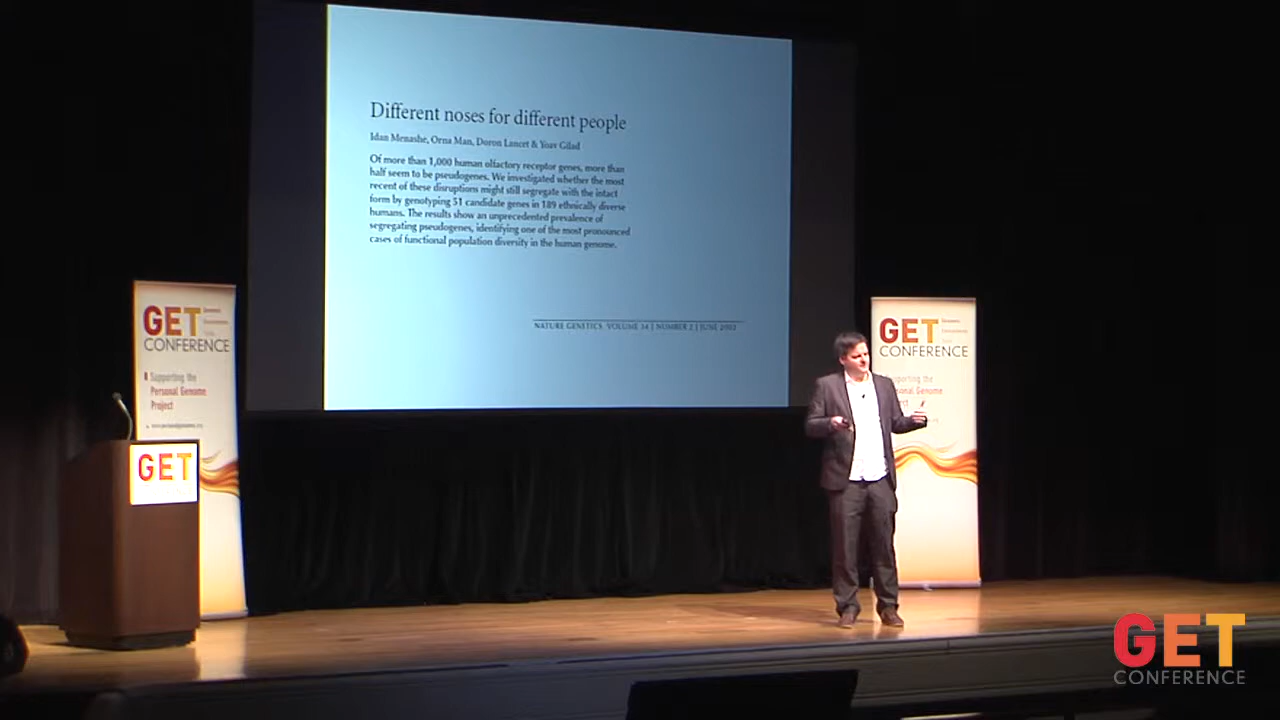 Different noses for different people
Idan Menashe, Orna Man, Doron Lancet & Yoav Gilad
Of more than 1,000 human olfactory receptor genes, more than
half seem to be pseudogenes. We investigated whether the most
recent of these disruptions might still segregate with the intact
form by genotyping 51 candidate genes in 189 ethnically diverse
humans. The results show an unprecedented prevalence of
segregating pseudogenes, identifying one of the most pronounced
cases of functional population diversity in the human genome.
NATURE GENETICS VOLUME 34 | NUMBER 2 | JUNE 2003
GET
CONFERENCE
Supporting the
Personal Genome
Project
GET
GET
CONFERENCE
GET
CONFERENCE